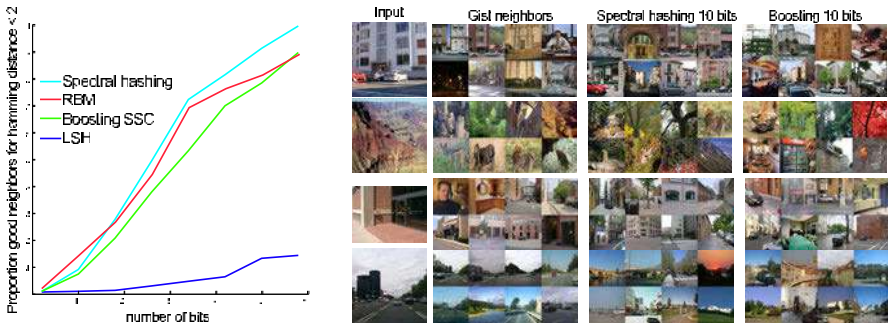 Proportion good neighbors for hamming distance < 2
Spectral hashing
RBM
Boosting SSC
LSH
number of bits
Input
Gist neighbors
Spectral hashing 10 bits
Boosting 10 bits